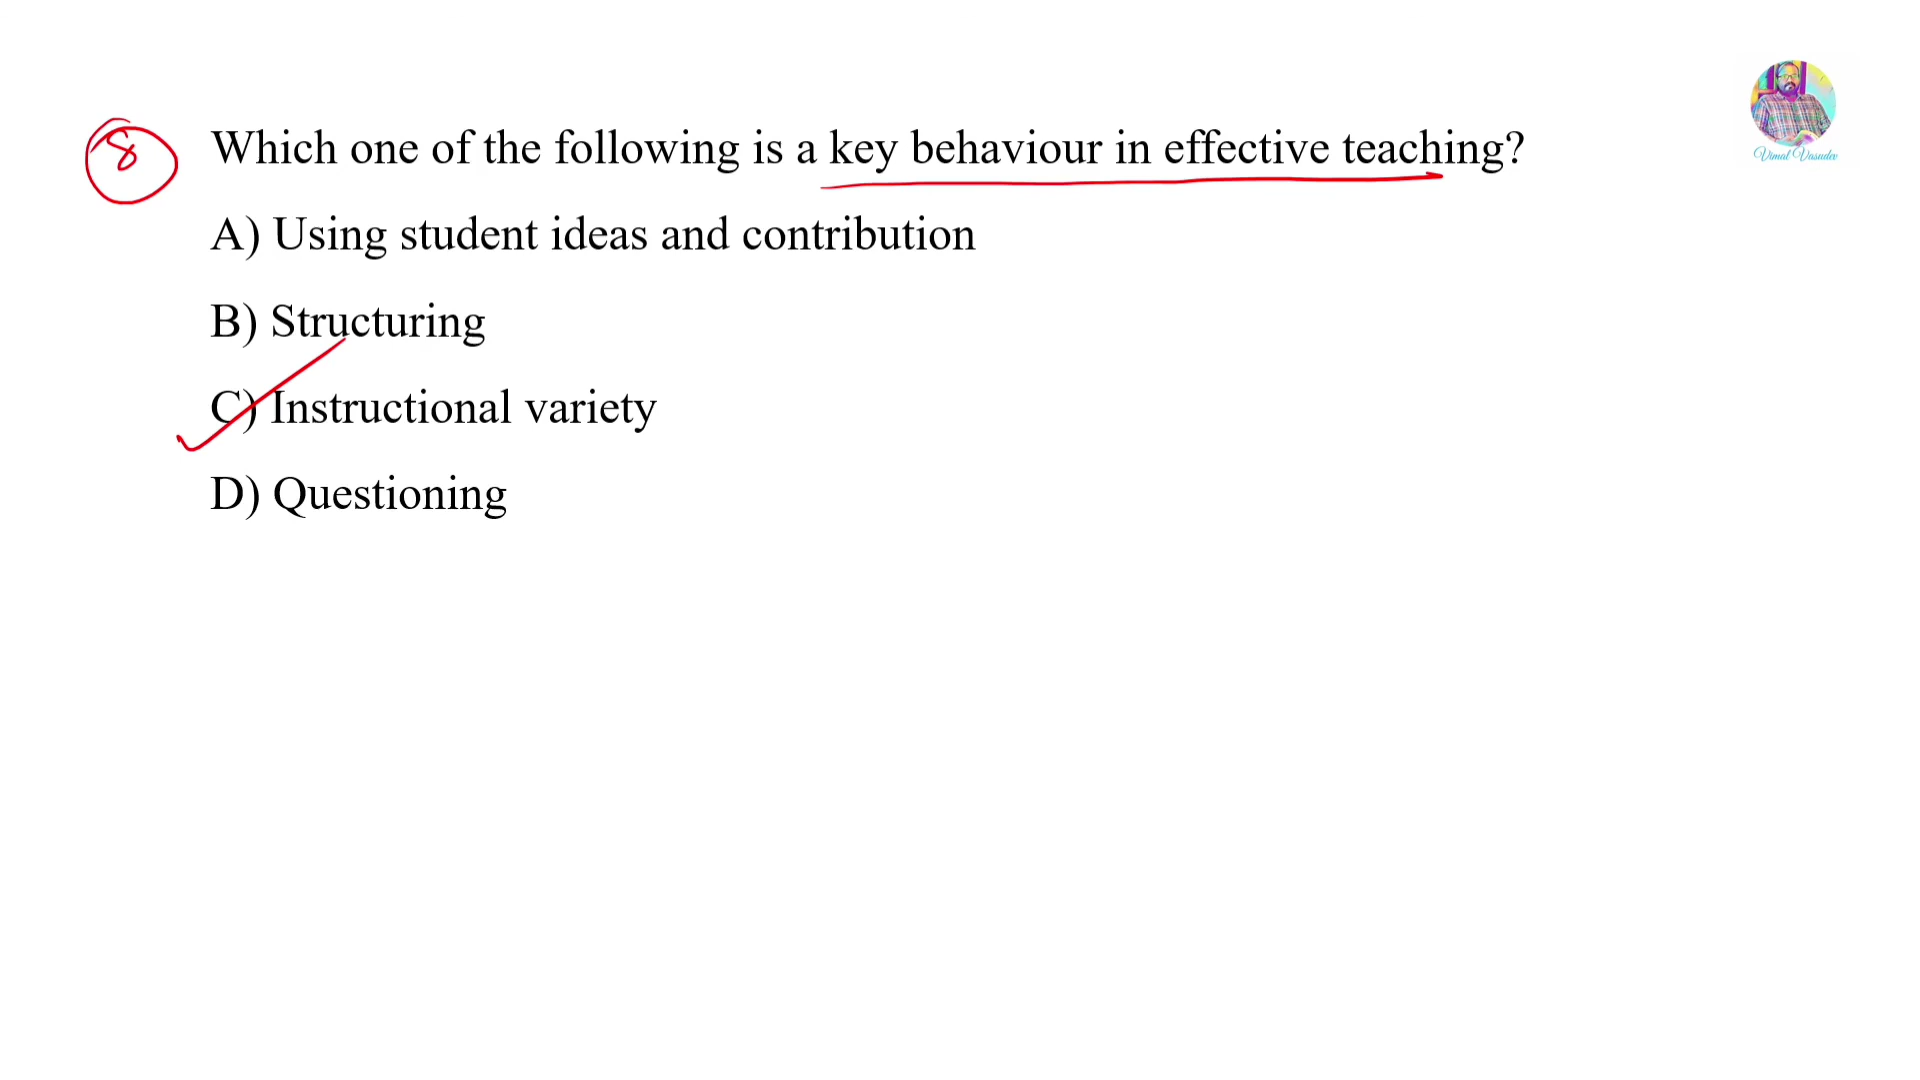 8 Which one of the following is a key behaviour in effective teaching?
A) Using student ideas and contribution
B) Structuring
C) Instructional variety
D) Questioning
Vimal Vasudev